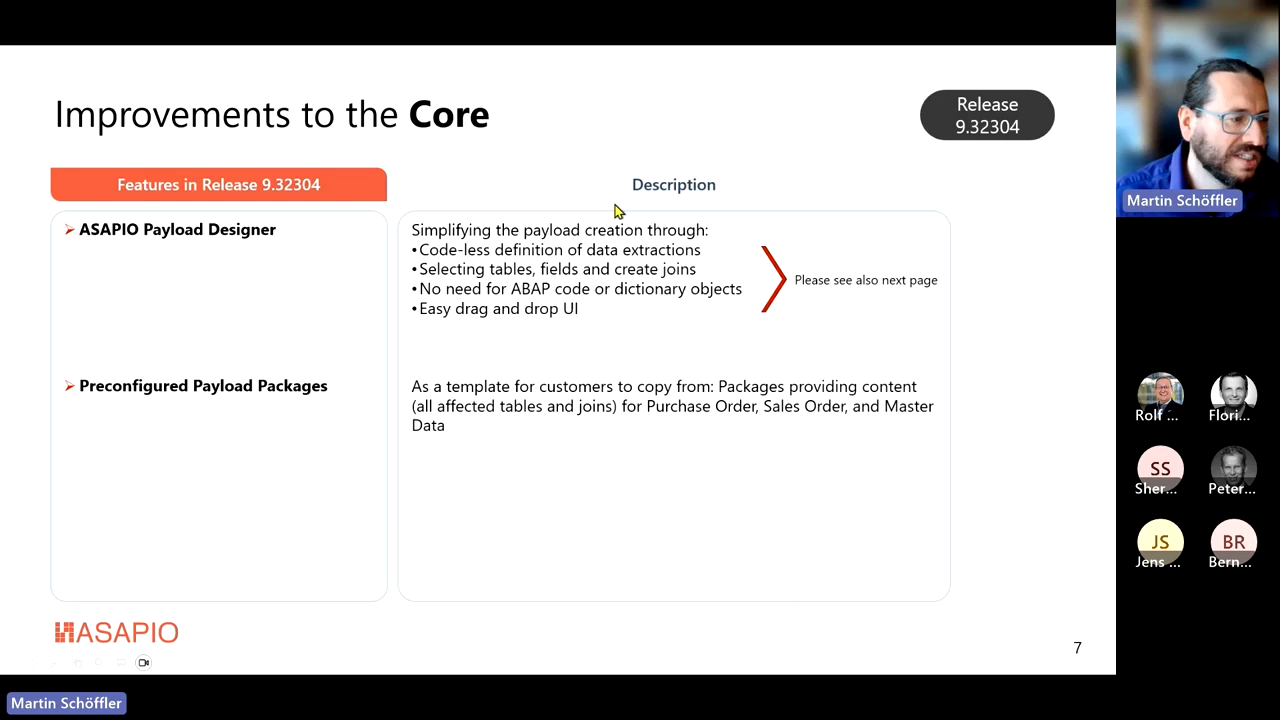 Improvements to the Core
Release
9.32304
Features in Release 9.32304
Description
➢ ASAPIO Payload Designer
Simplifying the payload creation through:
•Code-less definition of data extractions
•Selecting tables, fields and create joins
•No need for ABAP code or dictionary objects
•Easy drag and drop UI
Please see also next page
➢ Preconfigured Payload Packages
As a template for customers to copy from: Packages providing content
(all affected tables and joins) for Purchase Order, Sales Order, and Master
Data
ASAPIO
7
Martin Schöffler
Martin Schöffler
Rolf ...
Flori...
SS
Sher...
Peter...
JS
Jens ...
BR
Bern...